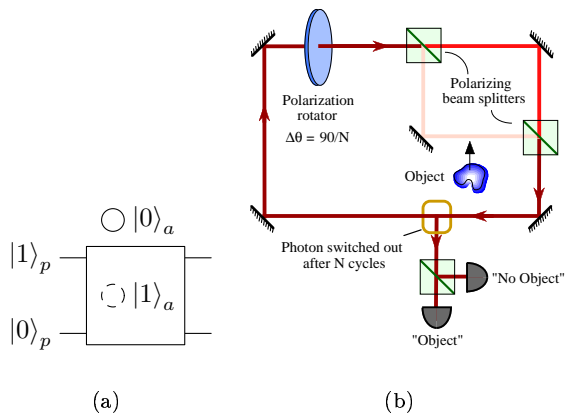 |0⟩a
|1⟩p
|1⟩a
|0⟩p
(a)
Polarization
rotator
Δθ = 90/N
Polarizing
beam splitters
Object
Photon switched out
after N cycles
"No Object"
"Object"
(b)